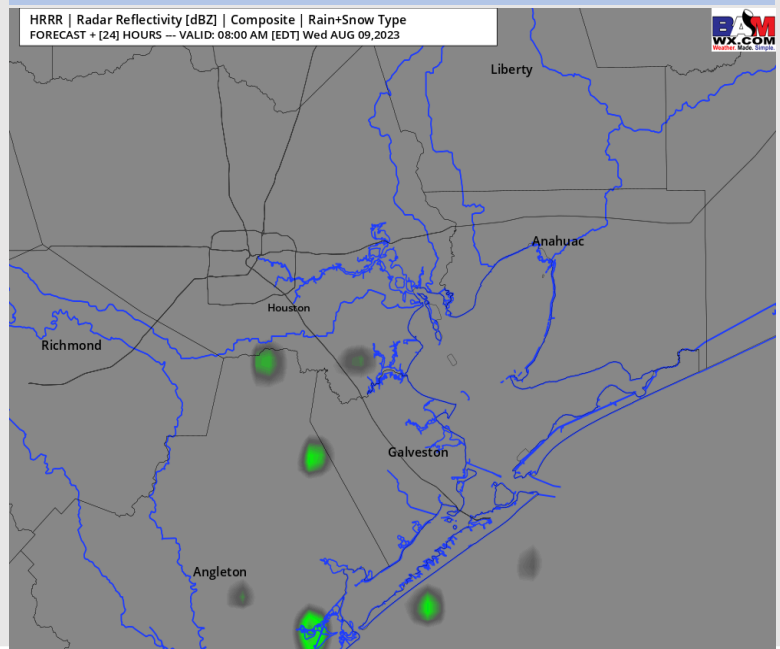 HRRR | Radar Reflectivity [dBZ] | Composite | Rain+Snow Type
FORECAST + [24] HOURS --- VALID: 08:00 AM [EDT] Wed AUG 09,2023
BAM
WX.COM
Weather. Made. Simple.
Liberty
Anahuac
Houston
Richmond
Galveston
Angleton